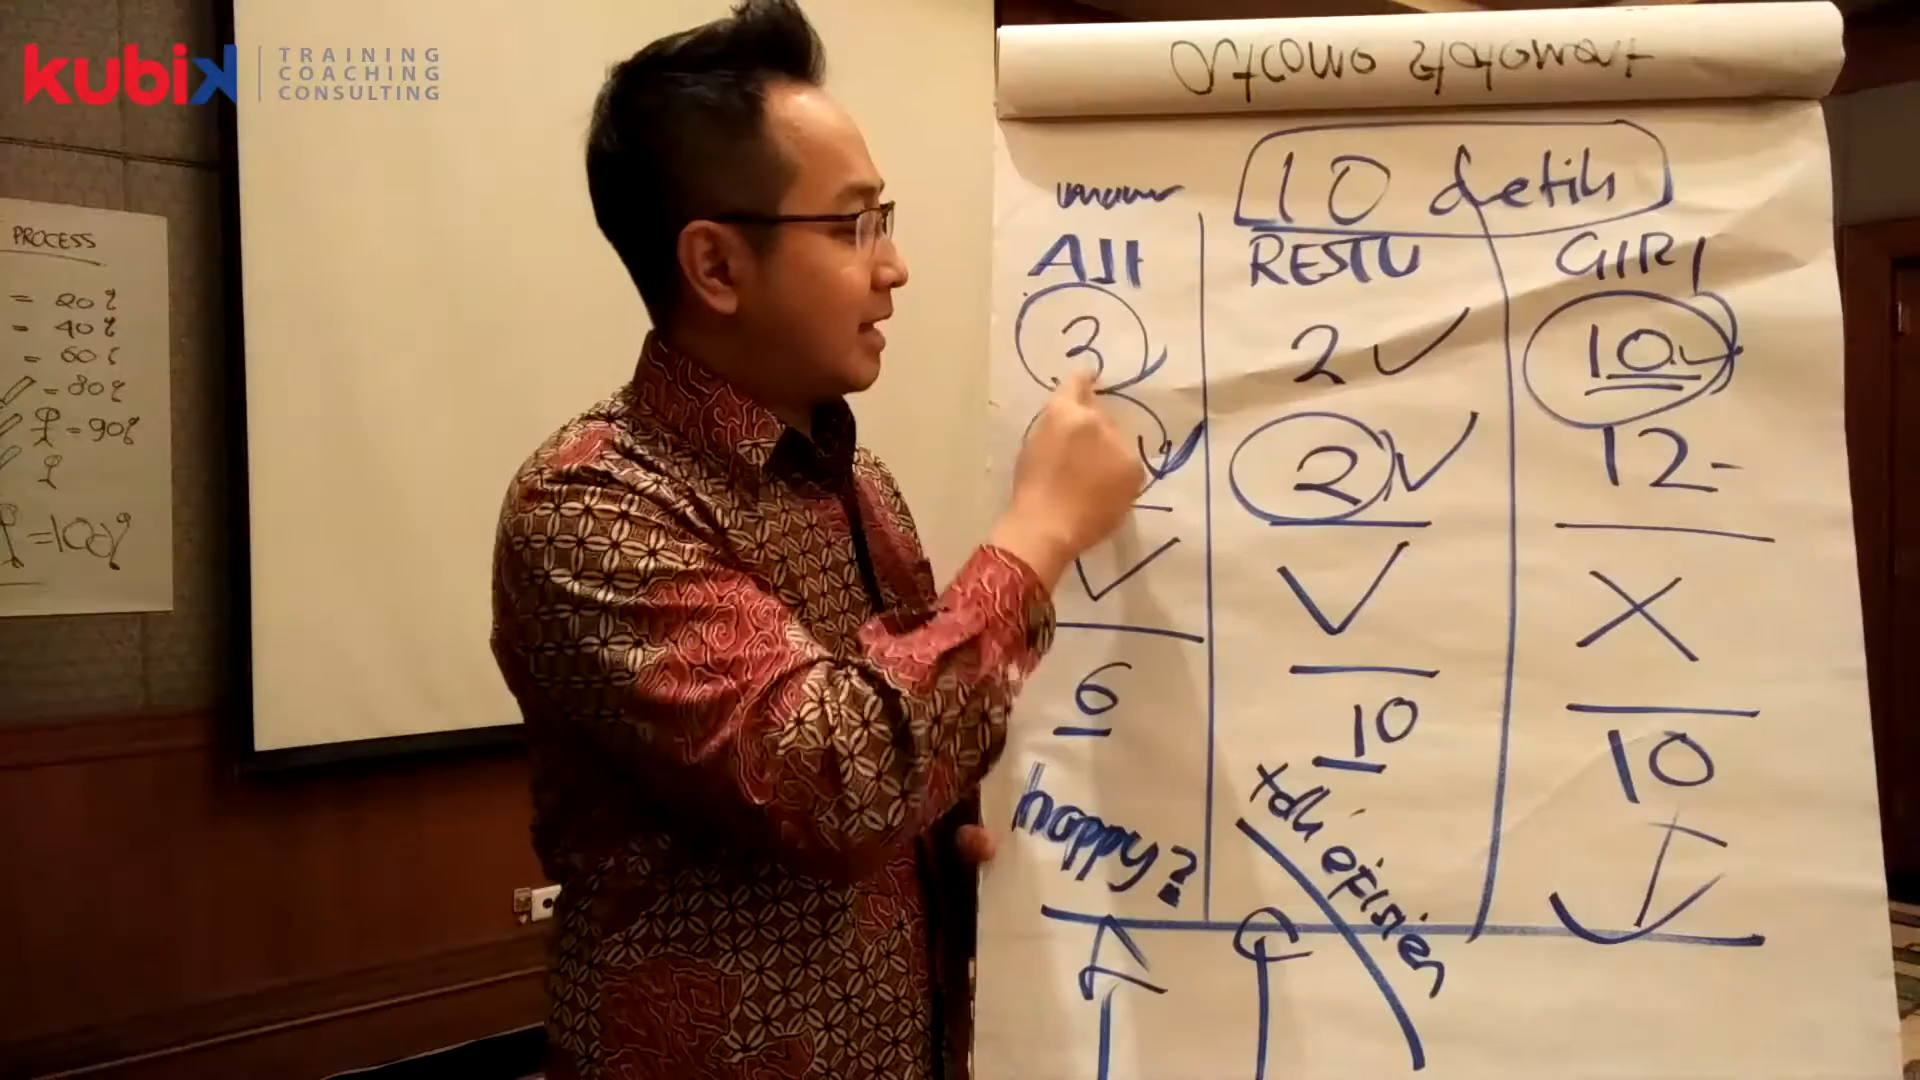 kubik
TRAINING
COACHING
CONSULTING
PROCESS
= 20%
= 40%
= 60%
= 80%
= 90%
= 100%
10 detik
AJI RESTU GIRI
3 2 10
2 12-
6 10 10
happy?
tdk efisien